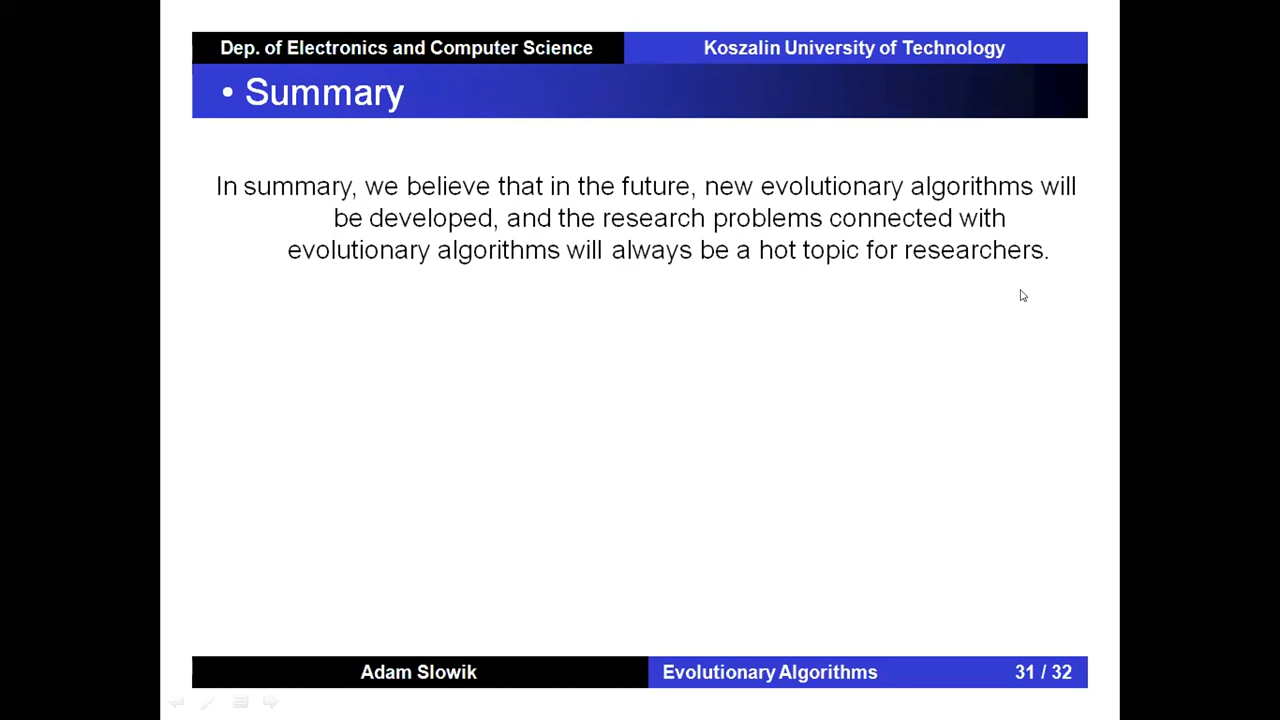 Dep. of Electronics and Computer Science
Koszalin University of Technology
• Summary
In summary, we believe that in the future, new evolutionary algorithms will
be developed, and the research problems connected with
evolutionary algorithms will always be a hot topic for researchers.
Adam Slowik
Evolutionary Algorithms
31 / 32